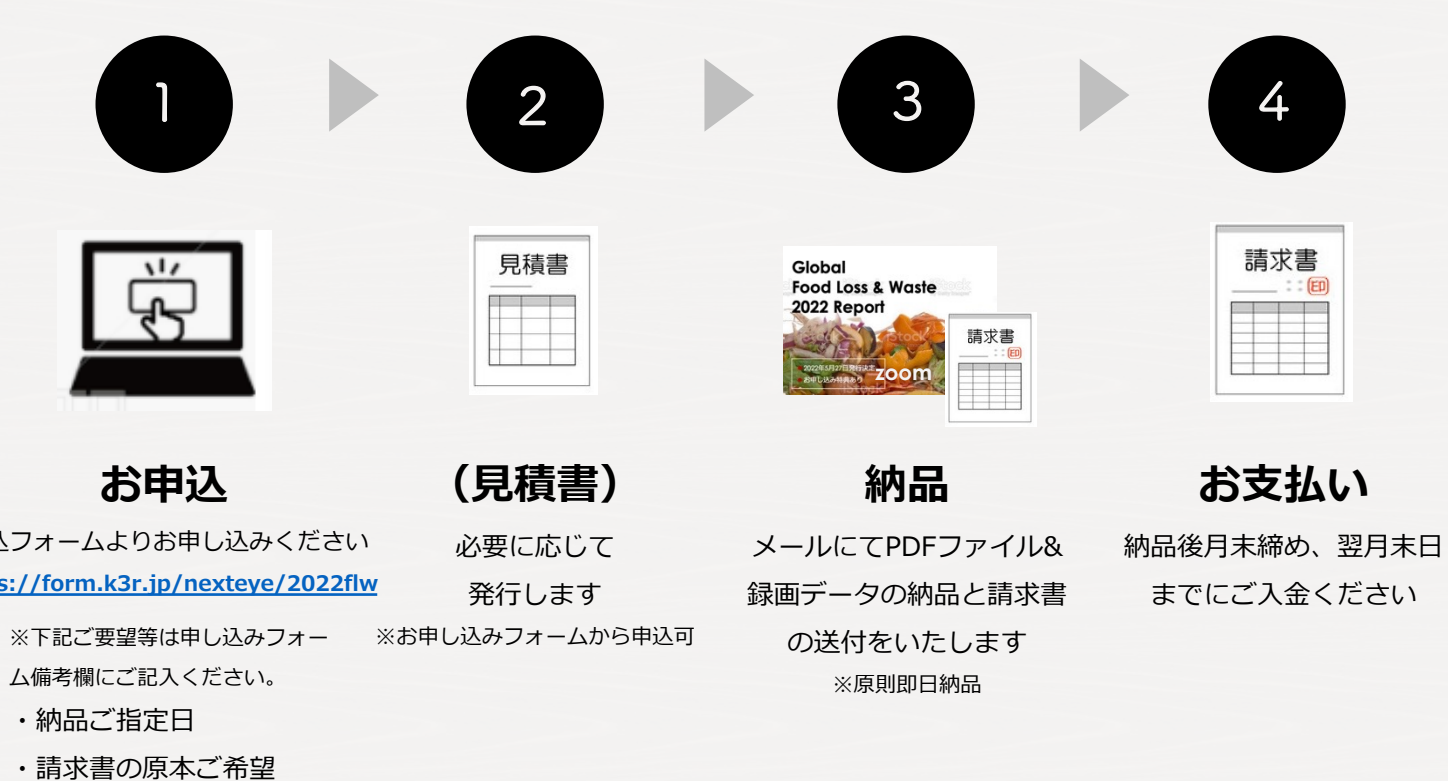 1
2
3
4
見積書
Global
Food Loss & Waste
2022 Report
zoom
請求書
印
請求書
印
お申込
込フォームよりお申し込みください
s://form.k3r.jp/nexteye/2022flw
※下記ご要望等は申し込みフォー
ム備考欄にご記入ください。
・納品ご指定日
・請求書の原本ご希望
（見積書）
必要に応じて
発行します
※お申し込みフォームから申込可
納品
メールにてPDFファイル&
録画データの納品と請求書
の送付をいたします
※原則即日納品
お支払い
納品後月末締め、翌月末日
までにご入金ください